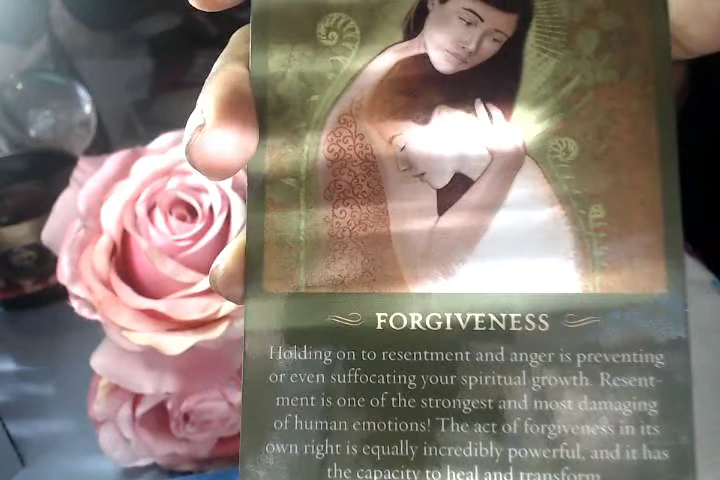 FORGIVENESS
Holding on to resentment and anger is preventing
or even suffocating your spiritual growth. Resent-
ment is one of the strongest and most damaging
of human emotions! The act of forgiveness in its
own right is equally incredibly powerful, and it has
the capacity to heal and transform